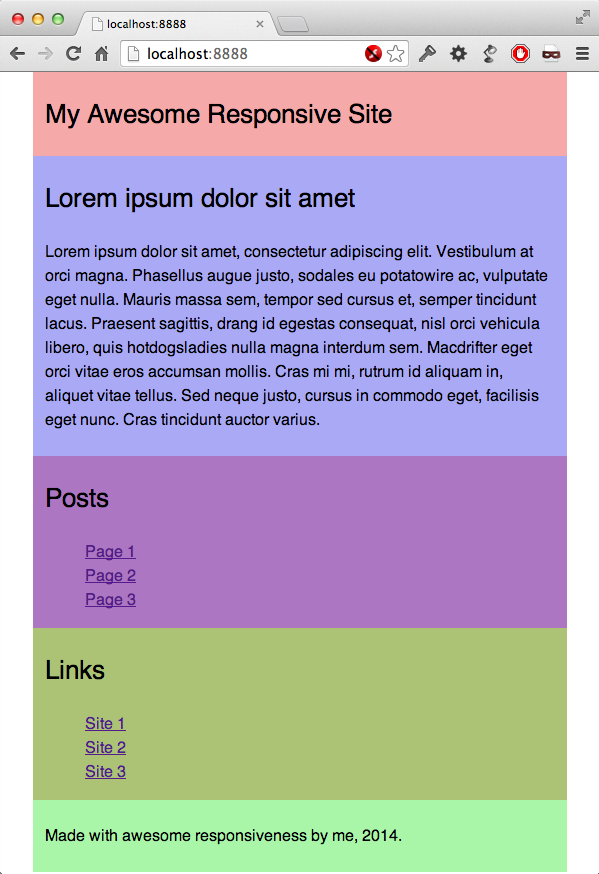 localhost:8888
localhost:8888
My Awesome Responsive Site
Lorem ipsum dolor sit amet
Lorem ipsum dolor sit amet, consectetur adipiscing elit. Vestibulum at
orci magna. Phasellus augue justo, sodales eu potatowire ac, vulputate
eget nulla. Mauris massa sem, tempor sed cursus et, semper tincidunt
lacus. Praesent sagittis, drang id egestas consequat, nisl orci vehicula
libero, quis hotdogsladies nulla magna interdum sem. Macdrifter eget
orci vitae eros accumsan mollis. Cras mi mi, rutrum id aliquam in,
aliquet vitae tellus. Sed neque justo, cursus in commodo eget, facilisis
eget nunc. Cras tincidunt auctor varius.
Posts
Page 1
Page 2
Page 3
Links
Site 1
Site 2
Site 3
Made with awesome responsiveness by me, 2014.